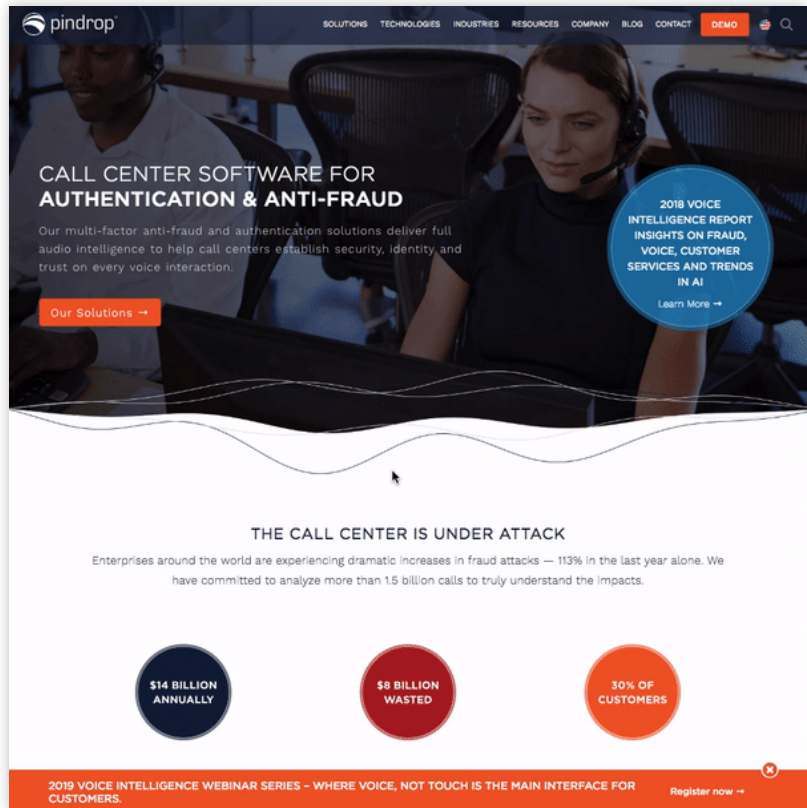 pindrop
SOLUTIONS TECHNOLOGIES INDUSTRIES RESOURCES COMPANY BLOG CONTACT DEMO
CALL CENTER SOFTWARE FOR
AUTHENTICATION & ANTI-FRAUD
Our multi-factor anti-fraud and authentication solutions deliver full
audio intelligence to help call centers establish security, identity and
trust on every voice interaction.
Our Solutions →
2018 VOICE
INTELLIGENCE REPORT
INSIGHTS ON FRAUD,
VOICE, CUSTOMER
SERVICES AND TRENDS
IN AI
Learn More →
THE CALL CENTER IS UNDER ATTACK
Enterprises around the world are experiencing dramatic increases in fraud attacks — 113% in the last year alone. We
have committed to analyze more than 1.5 billion calls to truly understand the impacts.
$14 BILLION
ANNUALLY
$8 BILLION
WASTED
30% OF
CUSTOMERS
2019 VOICE INTELLIGENCE WEBINAR SERIES – WHERE VOICE, NOT TOUCH IS THE MAIN INTERFACE FOR
CUSTOMERS.
Register now →